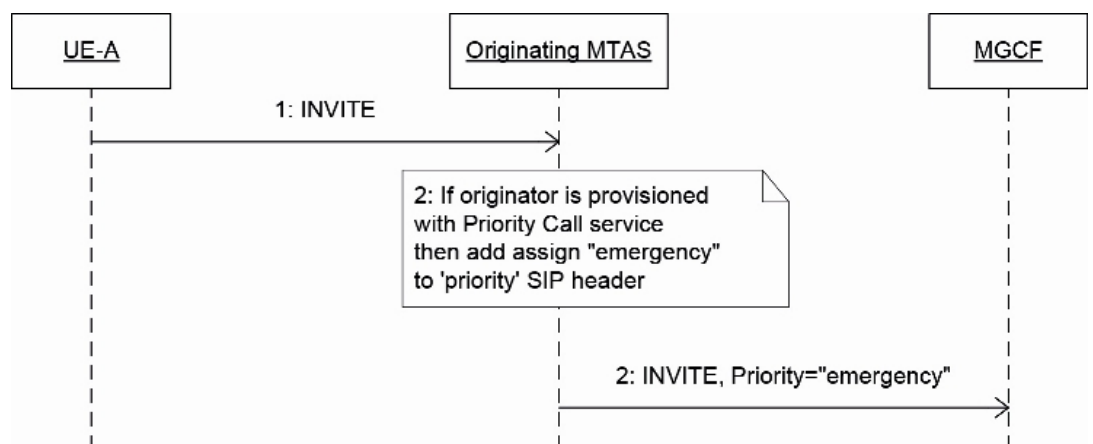 UE-A
Originating MTAS
MGCF
1: INVITE
2: If originator is provisioned
with Priority Call service
then add assign "emergency"
to 'priority' SIP header
2: INVITE, Priority="emergency"